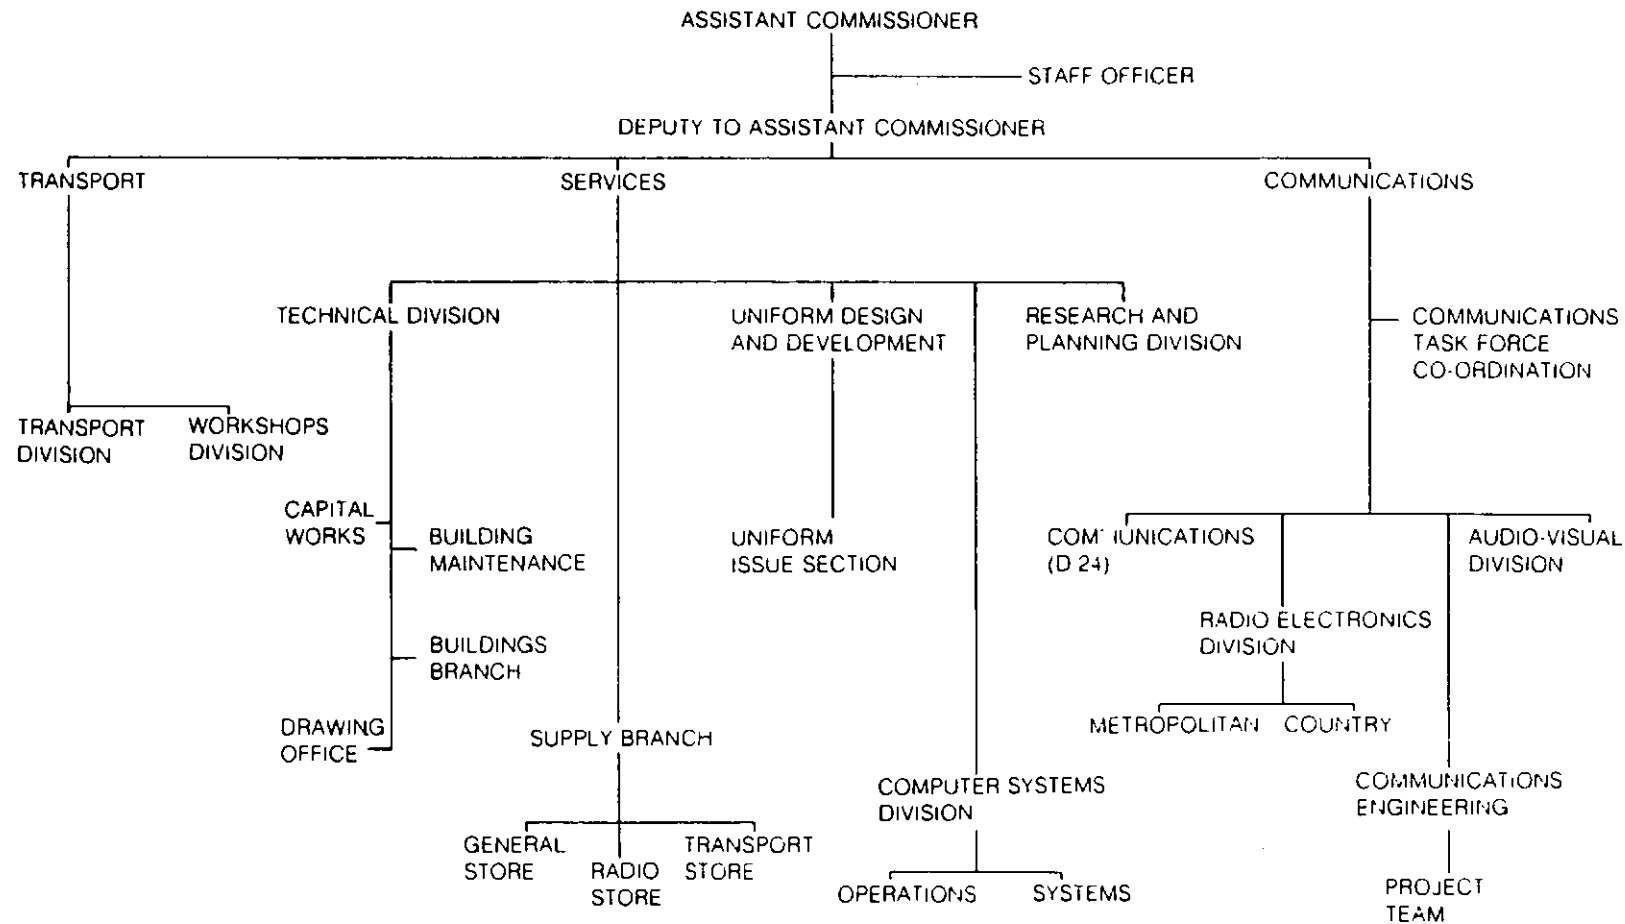 ASSISTANT COMMISSIONER
STAFF OFFICER
DEPUTY TO ASSISTANT COMMISSIONER
TRANSPORT
SERVICES
COMMUNICATIONS
TECHNICAL DIVISION
UNIFORM DESIGN
AND DEVELOPMENT
RESEARCH AND
PLANNING DIVISION
COMMUNICATIONS
TASK FORCE
CO-ORDINATION
TRANSPORT
DIVISION
WORKSHOPS
DIVISION
CAPITAL
WORKS
BUILDING
MAINTENANCE
UNIFORM
ISSUE SECTION
COMMUNICATIONS
(D 24)
AUDIO-VISUAL
DIVISION
RADIO ELECTRONICS
DIVISION
BUILDINGS
BRANCH
METROPOLITAN
COUNTRY
DRAWING
OFFICE
SUPPLY BRANCH
COMPUTER SYSTEMS
DIVISION
COMMUNICATIONS
ENGINEERING
GENERAL
STORE
RADIO
STORE
TRANSPORT
STORE
OPERATIONS
SYSTEMS
PROJECT
TEAM